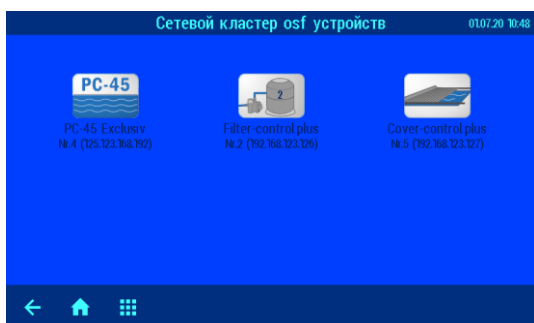 Сетевой кластер osf устройств
01.07.20 10:48
PC-45
2
PC-45 Exclusiv
Filter-control.plus
Cover-control.plus
Nr.4 (125.123.168.192)
Nr.2 (192.168.123.126)
Nr.5 (192.168.123.127)